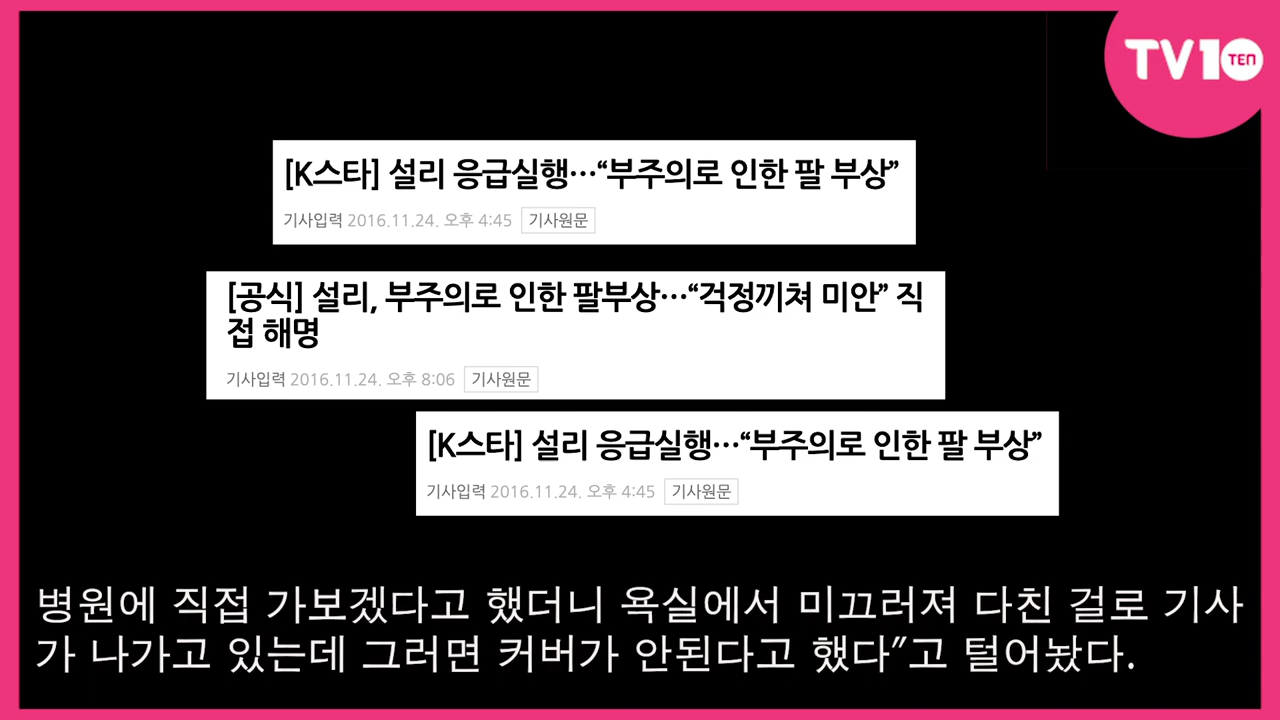 TV10
TEN
[K스타] 설리 응급실행…“부주의로 인한 팔 부상”
기사입력 2016.11.24. 오후 4:45 기사원문
[공식] 설리, 부주의로 인한 팔부상…“걱정끼쳐 미안” 직
접 해명
기사입력 2016.11.24. 오후 8:06 기사원문
[K스타] 설리 응급실행…“부주의로 인한 팔 부상”
기사입력 2016.11.24. 오후 4:45 기사원문
병원에 직접 가보겠다고 했더니 욕실에서 미끄러져 다친 걸로 기사
가 나가고 있는데 그러면 커버가 안된다고 했다”고 털어놨다.